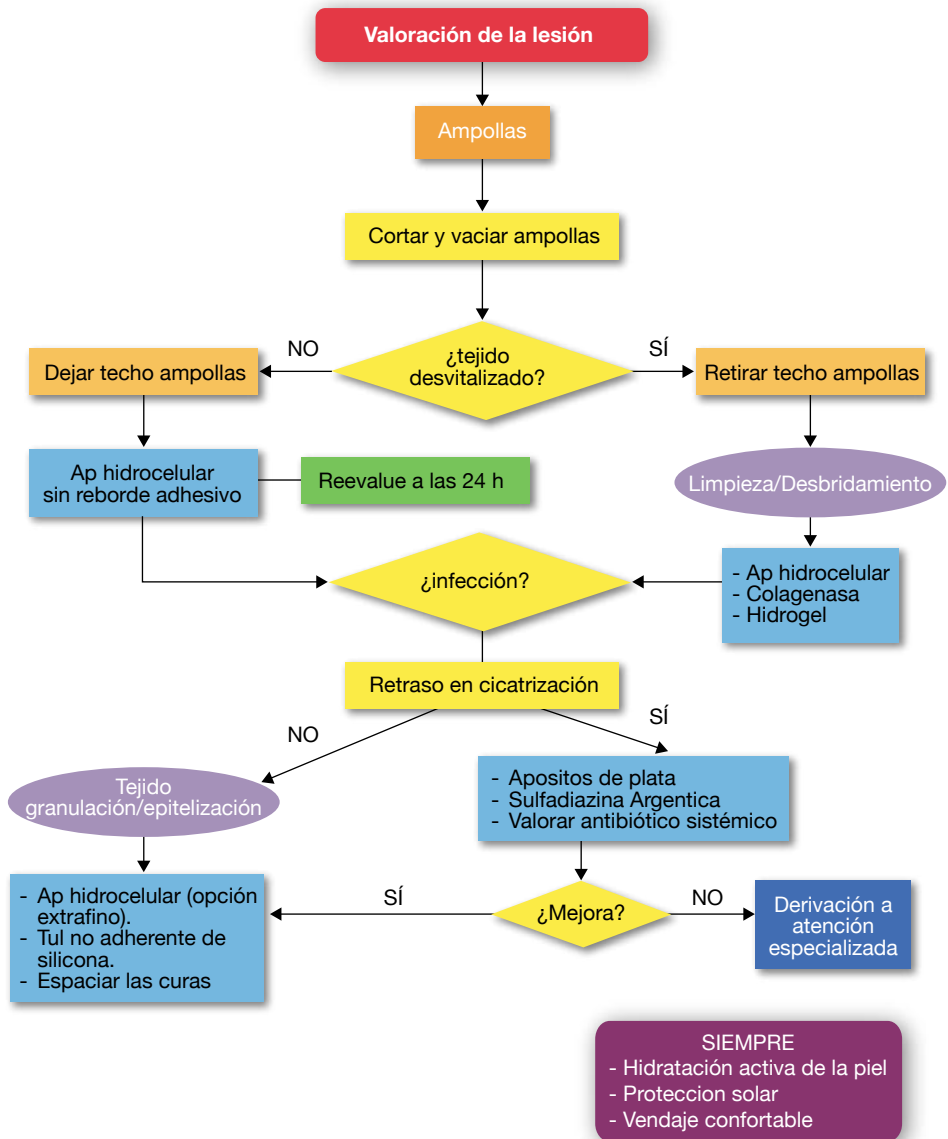 Valoración de la lesión
Ampollas
Cortar y vaciar ampollas
NO
¿tejido
desvitalizado?
SÍ
Dejar techo ampollas
Retirar techo ampollas
Ap hidrocelular
sin reborde adhesivo
Reevalue a las 24 h
Limpieza/Desbridamiento
¿infección?
- Ap hidrocelular
- Colagenasa
- Hidrogel
Retraso en cicatrización
NO
SÍ
Tejido
granulación/epitelización
- Apositos de plata
- Sulfadiazina Argentica
- Valorar antibiótico sistémico
- Ap hidrocelular (opción
extrafino).
- Tul no adherente de
silicona.
- Espaciar las curas
SÍ
¿Mejora?
NO
Derivación a
atención
especializada
SIEMPRE
- Hidratación activa de la piel
- Proteccion solar
- Vendaje confortable